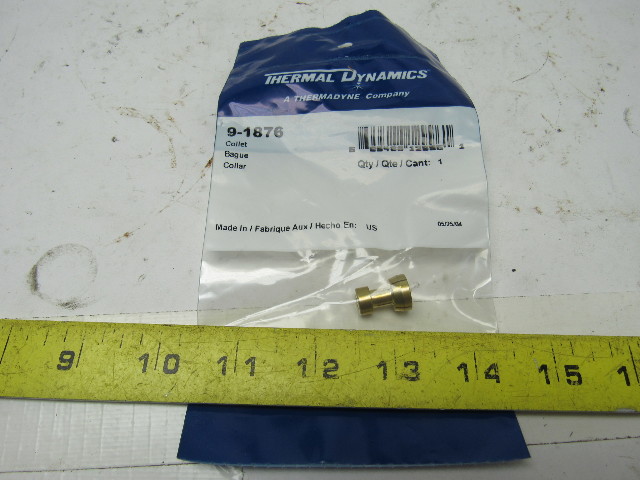 THERMAL DYNAMICS®
A THERMADYNE Company
9-1876
Collet
Bague
Collar
Qty / Qte / Cant: 1
Made In / Fabrique Aux / Hecho En: US
05/25/04
9 10 11 12 13 14 15